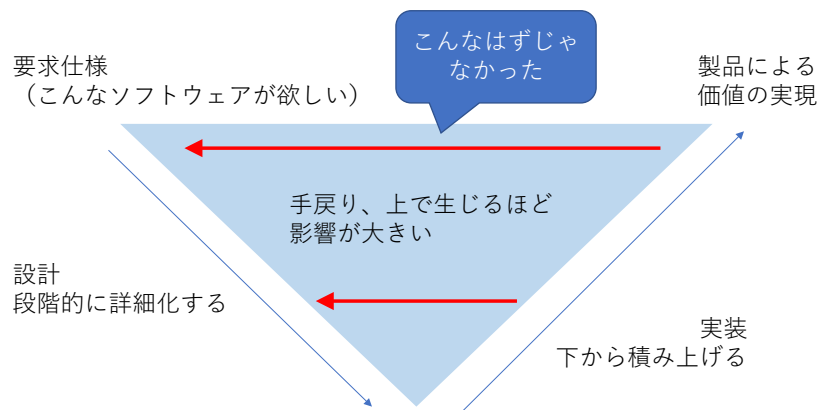 こんなはずじゃ
なかった
要求仕様
（こんなソフトウェアが欲しい）
製品による
価値の実現
手戻り、上で生じるほど
影響が大きい
設計
段階的に詳細化する
実装
下から積み上げる